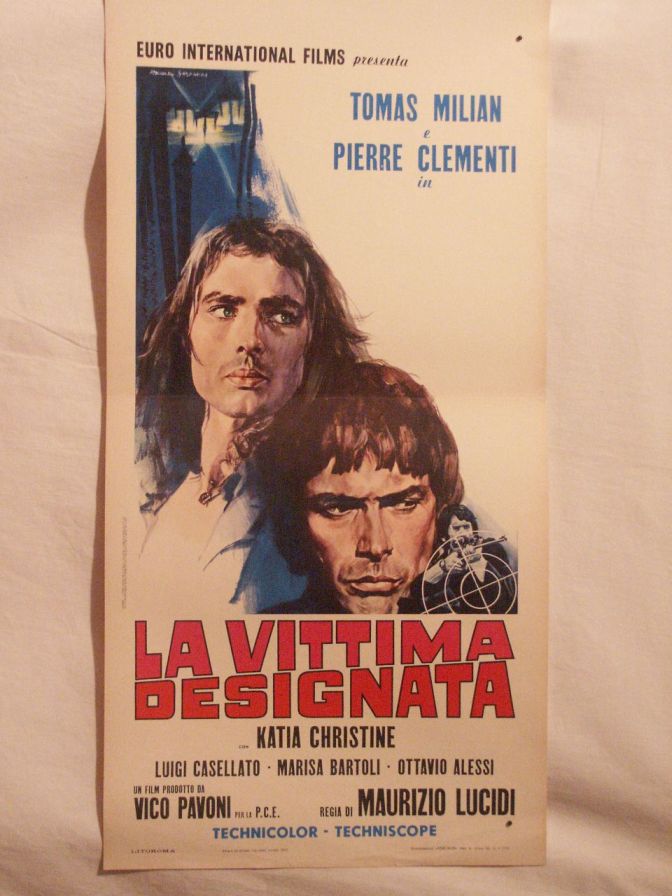 EURO INTERNATIONAL FILMS presenta
TOMAS MILIAN
e
PIERRE CLEMENTI
in
LA VITTIMA
DESIGNATA
con KATIA CHRISTINE
LUIGI CASELLATO · MARISA BARTOLI · OTTAVIO ALESSI
UN FILM PRODOTTO DA
VICO PAVONI PER LA P.C.E. REGIA DI MAURIZIO LUCIDI
TECHNICOLOR - TECHNISCOPE
LITOROMA